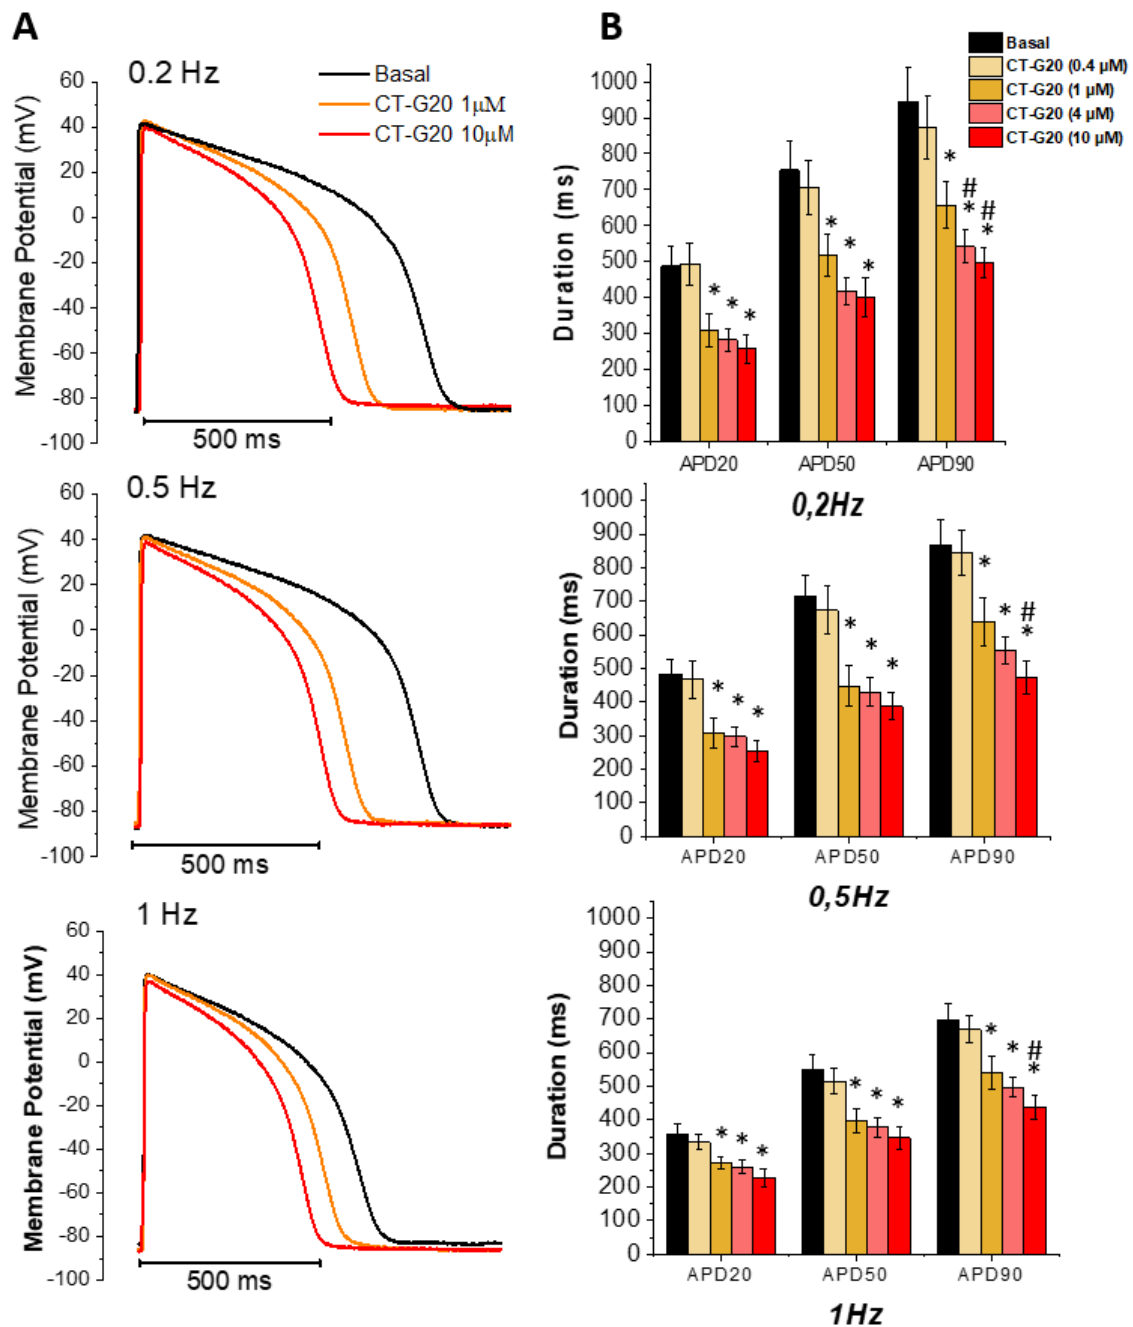 A
0.2 Hz
Basal
CT-G20 1µM
CT-G20 10µM
Membrane Potential (mV)
60
40
20
0
-20
-40
-60
-80
-100
500 ms
0.5 Hz
Membrane Potential (mV)
60
40
20
0
-20
-40
-60
-80
-100
500 ms
1 Hz
Membrane Potential (mV)
60
40
20
0
-20
-40
-60
-80
-100
500 ms
B
Basal
CT-G20 (0.4 µM)
CT-G20 (1 µM)
CT-G20 (4 µM)
CT-G20 (10 µM)
Duration (ms)
1000
900
800
700
600
500
400
300
200
100
0
* * *
* * *
* # * # *
APD20 APD50 APD90
0,2Hz
Duration (ms)
1000
900
800
700
600
500
400
300
200
100
0
* * *
* * *
* * # *
APD20 APD50 APD90
0,5Hz
Duration (ms)
1000
900
800
700
600
500
400
300
200
100
0
* * *
* * *
* * # *
APD20 APD50 APD90
1Hz